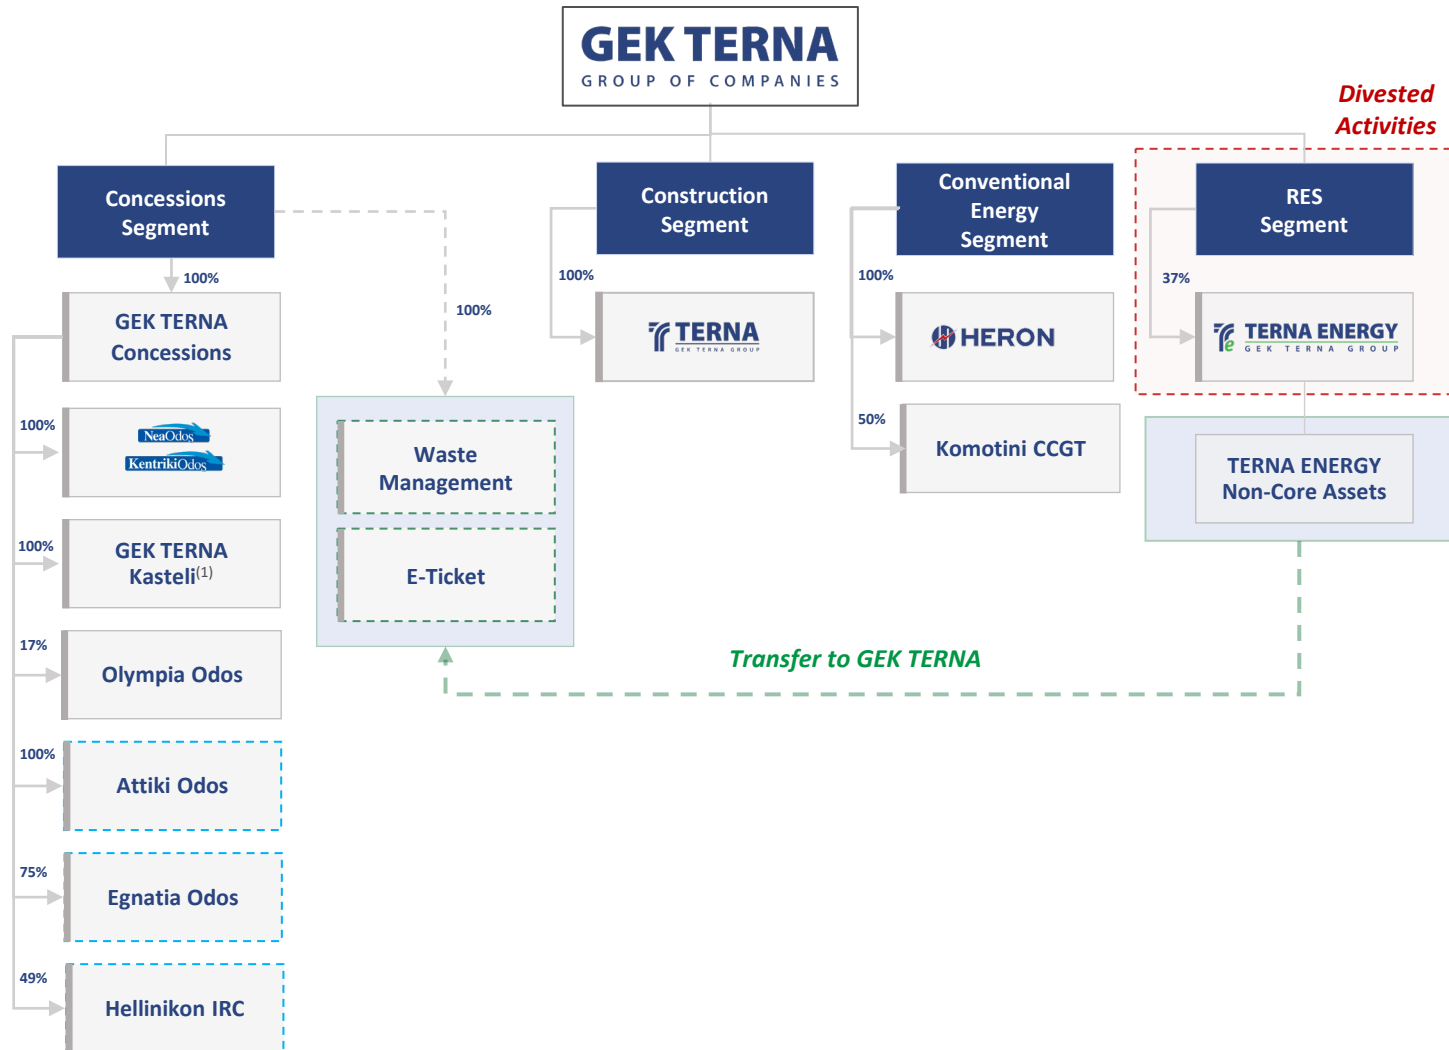 GEK TERNA
GROUP OF COMPANIES
Divested
Activities
Concessions
Segment
Construction
Segment
Conventional
Energy
Segment
RES
Segment
100%
100%
100%
100%
37%
GEK TERNA
Concessions
TERNA
GEK TERNA GROUP
HERON
TERNA ENERGY
GEK TERNA GROUP
100%
NeaOdos
KentrikiOdos
Waste
Management
50%
Komotini CCGT
TERNA ENERGY
Non-Core Assets
100%
GEK TERNA
Kasteli(1)
E-Ticket
17%
Olympia Odos
Transfer to GEK TERNA
100%
Attiki Odos
75%
Egnatia Odos
49%
Hellinikon IRC